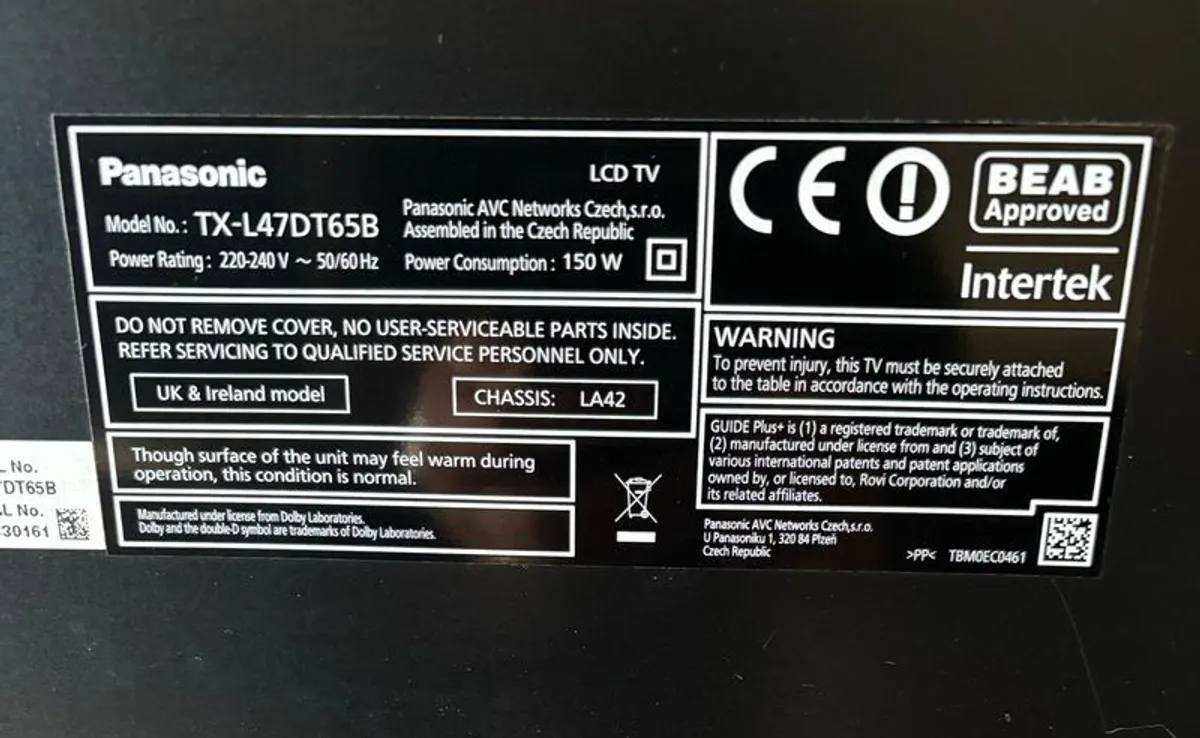 Panasonic
LCD TV
Model No.: TX-L47DT65B
Panasonic AVC Networks Czech,s.r.o.
Assembled in the Czech Republic
Power Rating: 220-240 V ~ 50/60 Hz
Power Consumption: 150 W
CE
BEAB
Approved
Intertek
DO NOT REMOVE COVER, NO USER-SERVICEABLE PARTS INSIDE.
REFER SERVICING TO QUALIFIED SERVICE PERSONNEL ONLY.
UK & Ireland model
CHASSIS: LA42
WARNING
To prevent injury, this TV must be securely attached
to the table in accordance with the operating instructions.
Though surface of the unit may feel warm during
operation, this condition is normal.
GUIDE Plus+ is (1) a registered trademark or trademark of,
(2) manufactured under license from and (3) subject of
various international patents and patent applications
owned by, or licensed to, Rovi Corporation and/or
its related affiliates.
Manufactured under license from Dolby Laboratories.
Dolby and the double-D symbol are trademarks of Dolby Laboratories.
Panasonic AVC Networks Czech,s.r.o.
U Panasoniku 1, 320 84 Plzeň
Czech Republic
>PP< TBM0EC0461
L No.
DT65B
L No.
30161